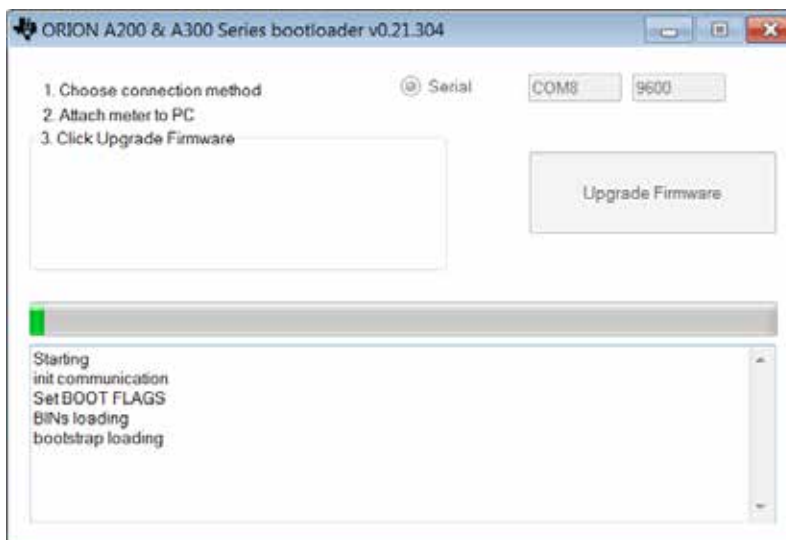 ORION A200 & A300 Series bootloader v0.21.304
1. Choose connection method
Serial
COM8
9600
2. Attach meter to PC
3. Click Upgrade Firmware
Upgrade Firmware
Starting
init communication
Set BOOT FLAGS
BINs loading
bootstrap loading